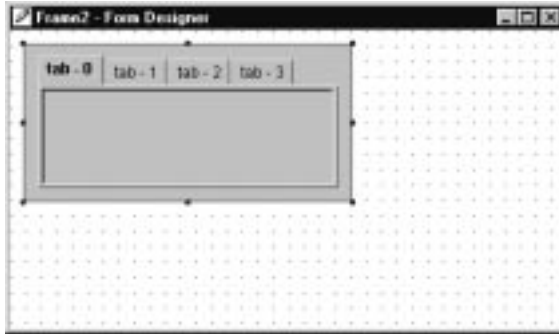 Frame2 - Form Designer
tab - 0 tab - 1 tab - 2 tab - 3